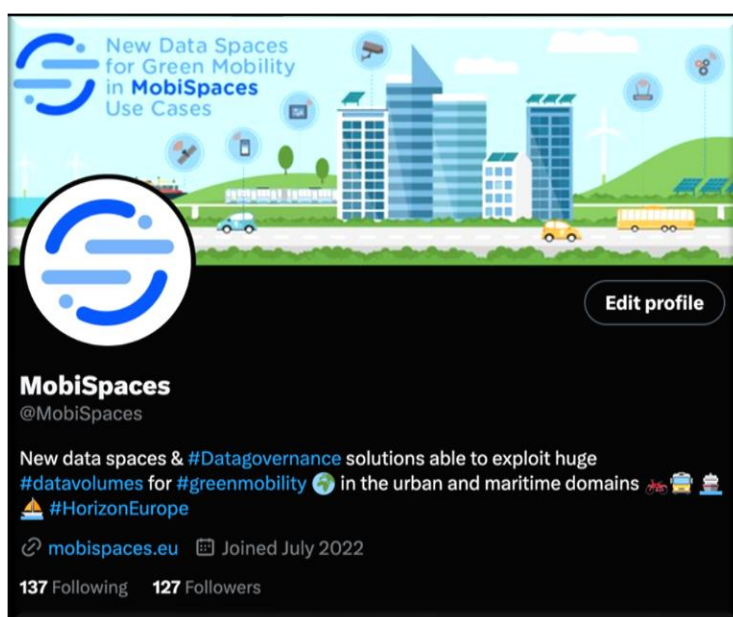 New Data Spaces
for Green Mobility
in MobiSpaces
Use Cases
Edit profile
MobiSpaces
@MobiSpaces
New data spaces & #Datagovernance solutions able to exploit huge
#datavolumes for #greenmobility 🌍 in the urban and maritime domains 🚲🚌🚢
⛵ #HorizonEurope
mobispaces.eu Joined July 2022
137 Following 127 Followers